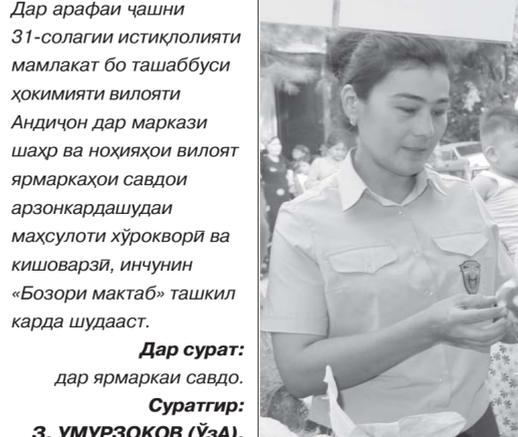 Дар арафаи ҷашни
31-солагии истиқлолияти
мамлакат бо ташаббуси
ҳокимияти вилояти
Андиҷон дар маркази
шаҳр ва ноҳияҳои вилоят
ярмаркаҳои савдои
арзонкардашудаи
маҳсулоти хӯрокворӣ ва
кишоварзӣ, инчунин
«Бозори мактаб» ташкил
карда шудааст.
Дар сурат:
дар ярмаркаи савдо.
Суратгир:
З. УМУРЗОҚОВ (ЎзА).